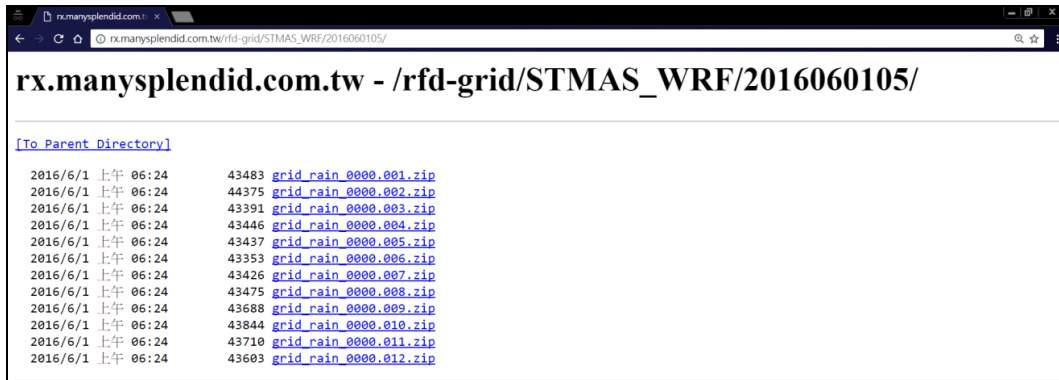 rx.manysplendid.com.t
rx.manysplendid.com.tw/rfd-grid/STMAS_WRF/2016060105/
rx.manysplendid.com.tw - /rfd-grid/STMAS_WRF/2016060105/
[To Parent Directory]
2016/6/1 上午 06:24 43483 grid_rain_0000.001.zip
2016/6/1 上午 06:24 44375 grid_rain_0000.002.zip
2016/6/1 上午 06:24 43391 grid_rain_0000.003.zip
2016/6/1 上午 06:24 43446 grid_rain_0000.004.zip
2016/6/1 上午 06:24 43437 grid_rain_0000.005.zip
2016/6/1 上午 06:24 43353 grid_rain_0000.006.zip
2016/6/1 上午 06:24 43426 grid_rain_0000.007.zip
2016/6/1 上午 06:24 43475 grid_rain_0000.008.zip
2016/6/1 上午 06:24 43688 grid_rain_0000.009.zip
2016/6/1 上午 06:24 43844 grid_rain_0000.010.zip
2016/6/1 上午 06:24 43710 grid_rain_0000.011.zip
2016/6/1 上午 06:24 43603 grid_rain_0000.012.zip